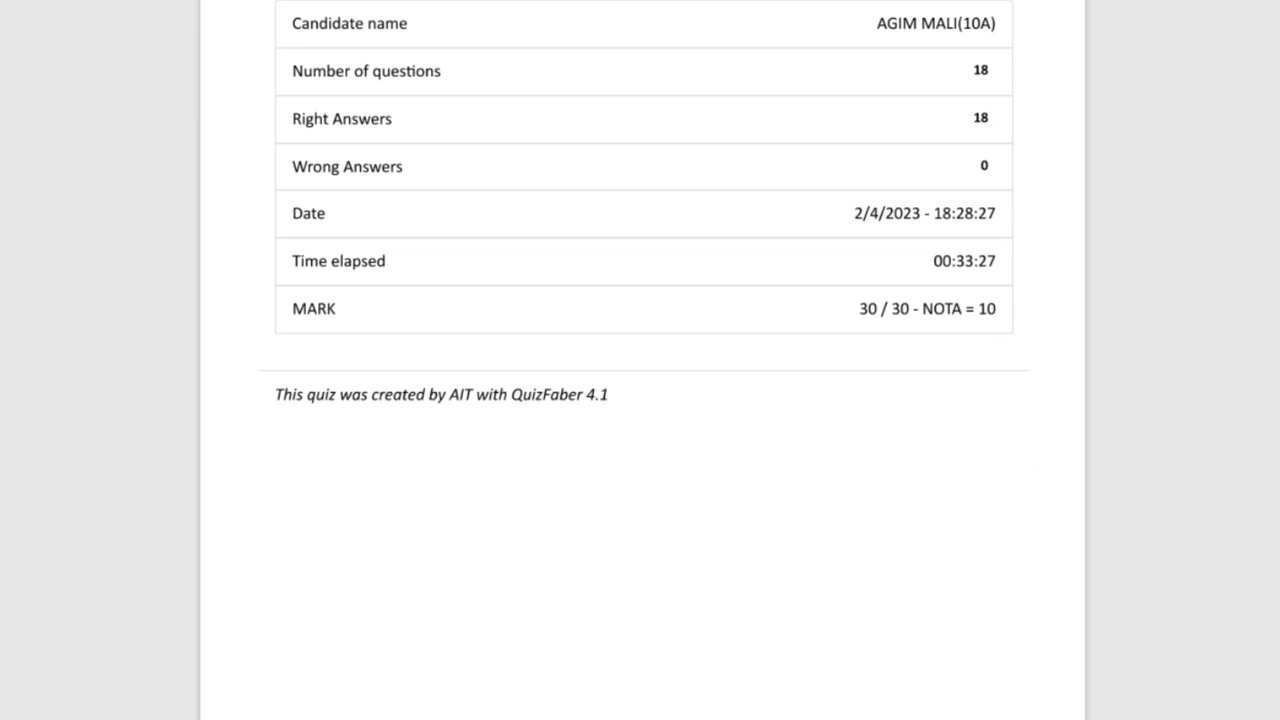 Candidate name AGIM MALI(10A)
Number of questions 18
Right Answers 18
Wrong Answers 0
Date 2/4/2023 - 18:28:27
Time elapsed 00:33:27
MARK 30 / 30 - NOTA = 10
This quiz was created by AIT with QuizFaber 4.1